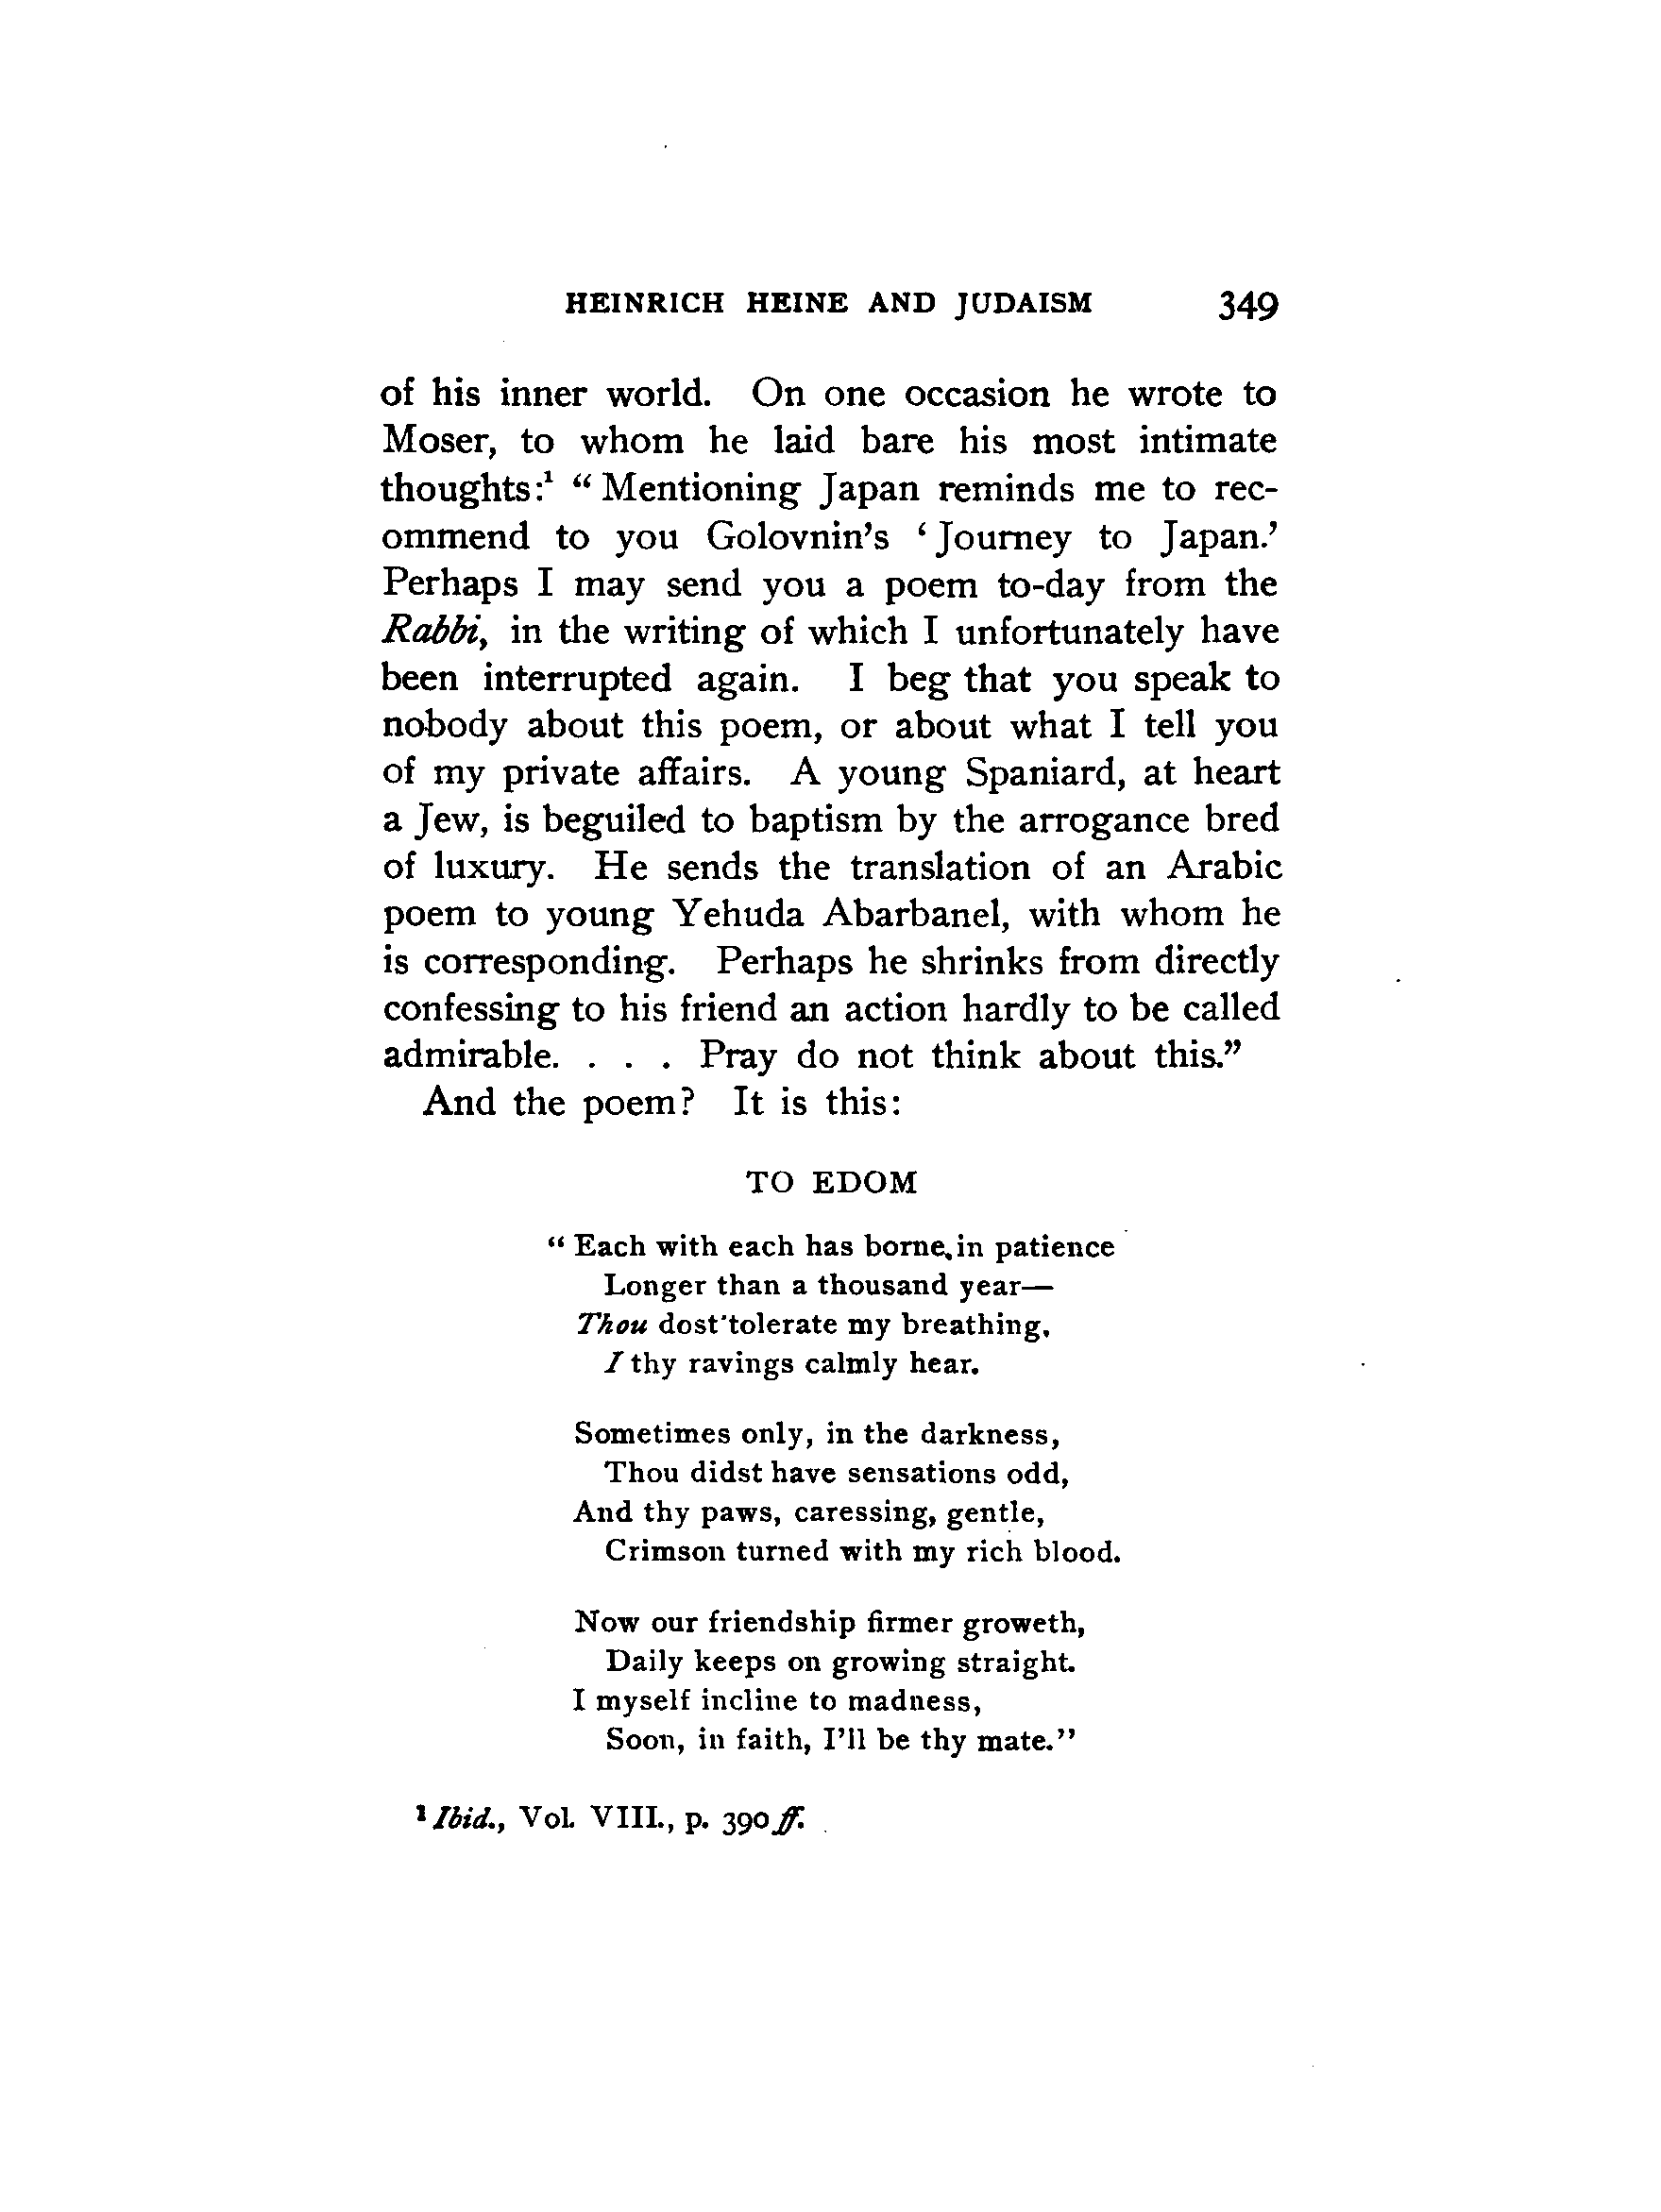 HEINRICH HEINE AND JUDAISM 349
of his inner world. On one occasion he wrote to
Moser, to whom he laid bare his most intimate
thoughts:¹ “Mentioning Japan reminds me to rec-
ommend to you Golovnin’s ‘Journey to Japan.’
Perhaps I may send you a poem to-day from the
Rabbi, in the writing of which I unfortunately have
been interrupted again. I beg that you speak to
nobody about this poem, or about what I tell you
of my private affairs. A young Spaniard, at heart
a Jew, is beguiled to baptism by the arrogance bred
of luxury. He sends the translation of an Arabic
poem to young Yehuda Abarbanel, with whom he
is corresponding. Perhaps he shrinks from directly
confessing to his friend an action hardly to be called
admirable. . . . Pray do not think about this.”
And the poem? It is this:
TO EDOM
“Each with each has borne, in patience
Longer than a thousand year—
Thou dost tolerate my breathing,
I thy ravings calmly hear.
Sometimes only, in the darkness,
Thou didst have sensations odd,
And thy paws, caressing, gentle,
Crimson turned with my rich blood.
Now our friendship firmer groweth,
Daily keeps on growing straight.
I myself incline to madness,
Soon, in faith, I’ll be thy mate.”
¹ Ibid., Vol. VIII., p. 390 ff.